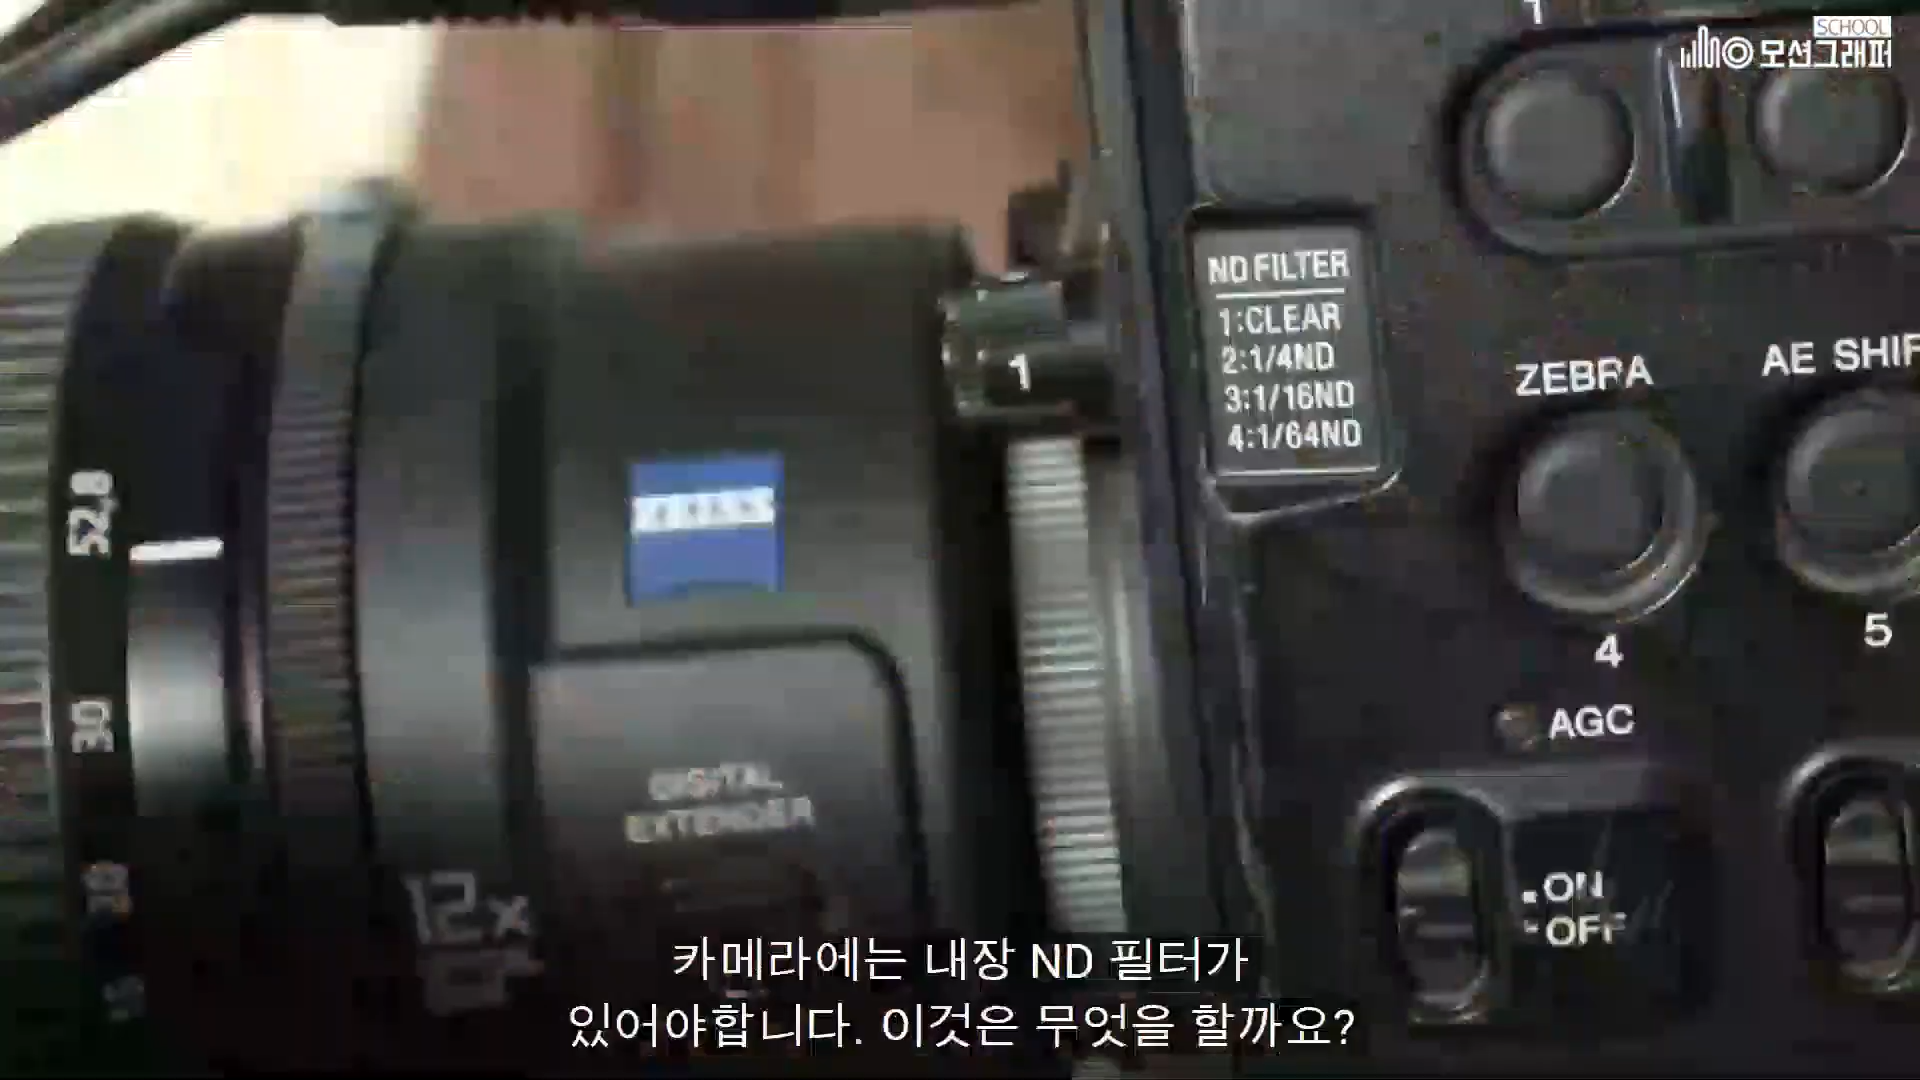 SCHOOL
모션그래퍼
ND FILTER
1:CLEAR
2:1/4ND
3:1/16ND
4:1/64ND
1
ZEBRA
AE SHIF
ZEISS
52,8
4
5
30
AGC
DIGITAL
EXTENDER
12x
ON
OFF
카메라에는 내장 ND 필터가
있어야합니다. 이것은 무엇을 할까요?